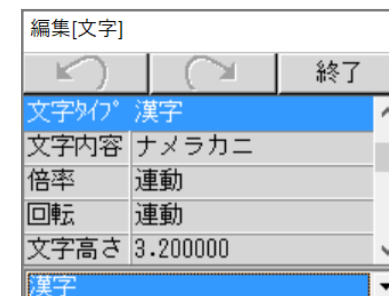 編集[文字]
終了
文字ﾀｲﾌﾟ 漢字
文字内容 ナメラカニ
倍率 連動
回転 連動
文字高さ 3.200000
漢字